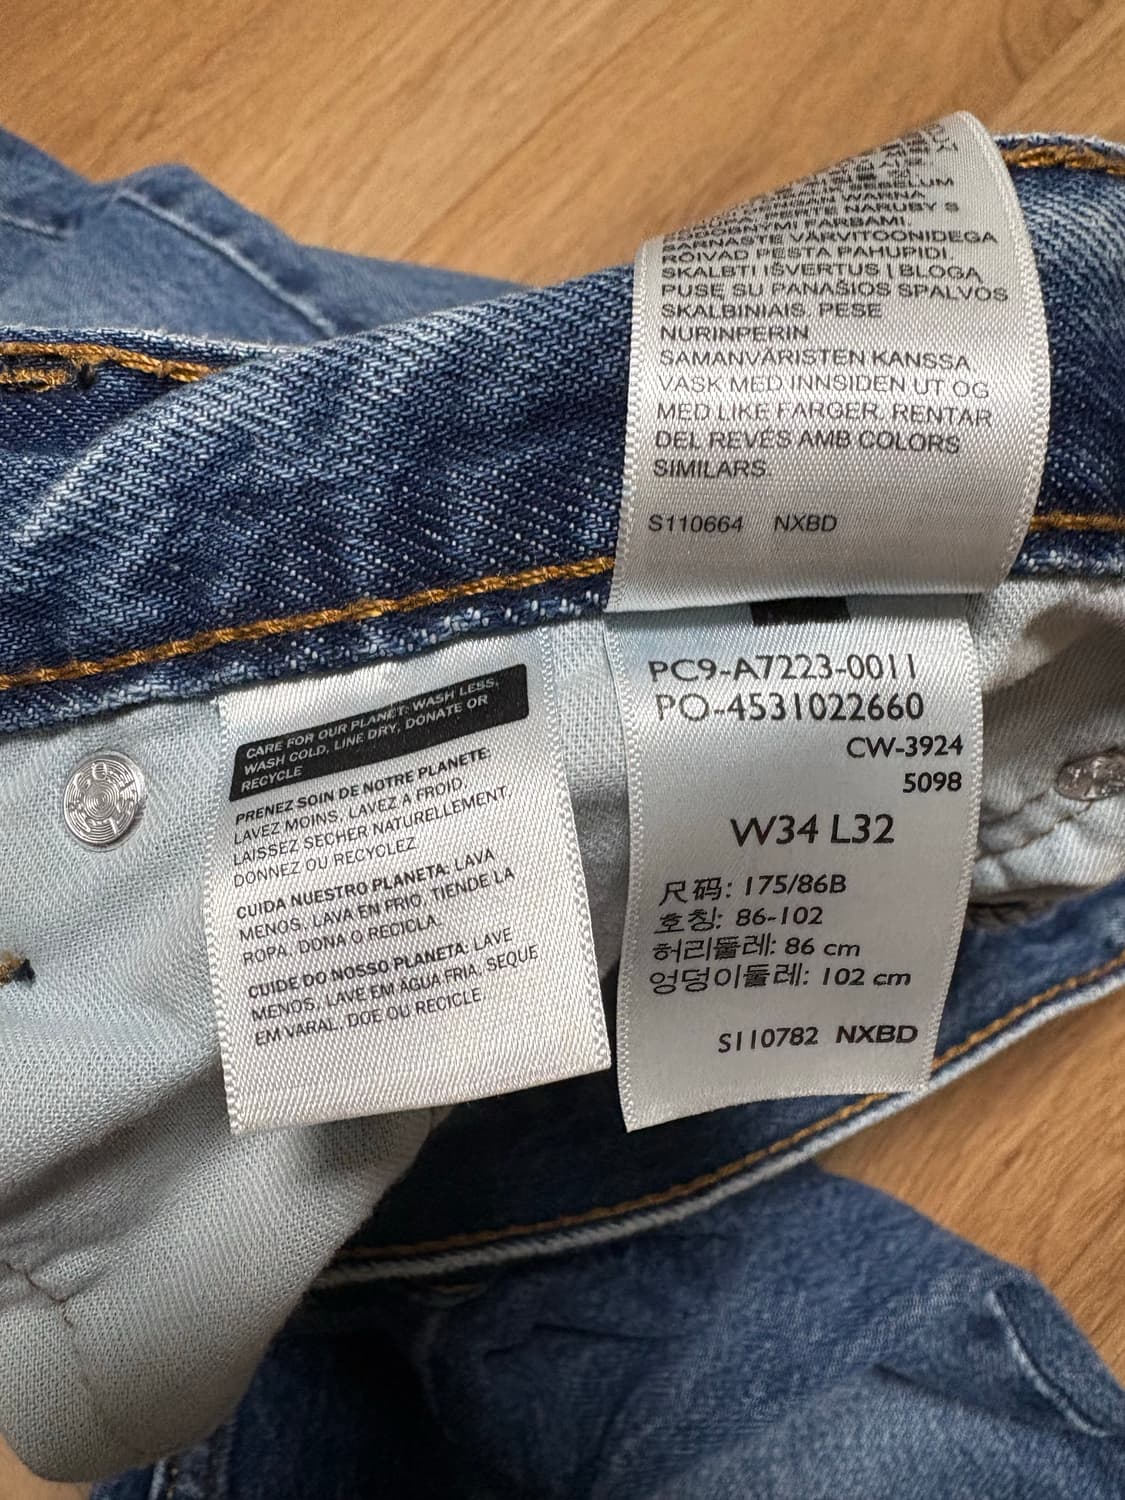 WARNA
NARUBY S
PODOBNÝMI FARBAMI.
SARNASTE VÄRVITOONIDEGA
RÕIVAD PESTA PAHUPIDI.
SKALBTI IŠVERTUS Į BLOGĄ
PUSĘ SU PANAŠIOS SPALVOS
SKALBINIAIS. PESE
NURINPERIN
SAMANVÄRISTEN KANSSA
VASK MED INNSIDEN UT OG
MED LIKE FARGER. RENTAR
DEL REVÉS AMB COLORS
SIMILARS.
S110664 NXBD
CARE FOR OUR PLANET: WASH LESS,
WASH COLD, LINE DRY, DONATE OR
RECYCLE
PRENEZ SOIN DE NOTRE PLANETE:
LAVEZ MOINS, LAVEZ A FROID,
LAISSEZ SECHER NATURELLEMENT,
DONNEZ OU RECYCLEZ
CUIDA NUESTRO PLANETA: LAVA
MENOS, LAVA EN FRIO, TIENDE LA
ROPA, DONA O RECICLA.
CUIDE DO NOSSO PLANETA: LAVE
MENOS, LAVE EM ÁGUA FRIA, SEQUE
EM VARAL, DOE OU RECICLE.
PC9-A7223-0011
PO-4531022660
CW-3924
5098
W34 L32
尺码: 175/86B
호칭: 86-102
허리둘레: 86 cm
엉덩이둘레: 102 cm
S110782 NXBD